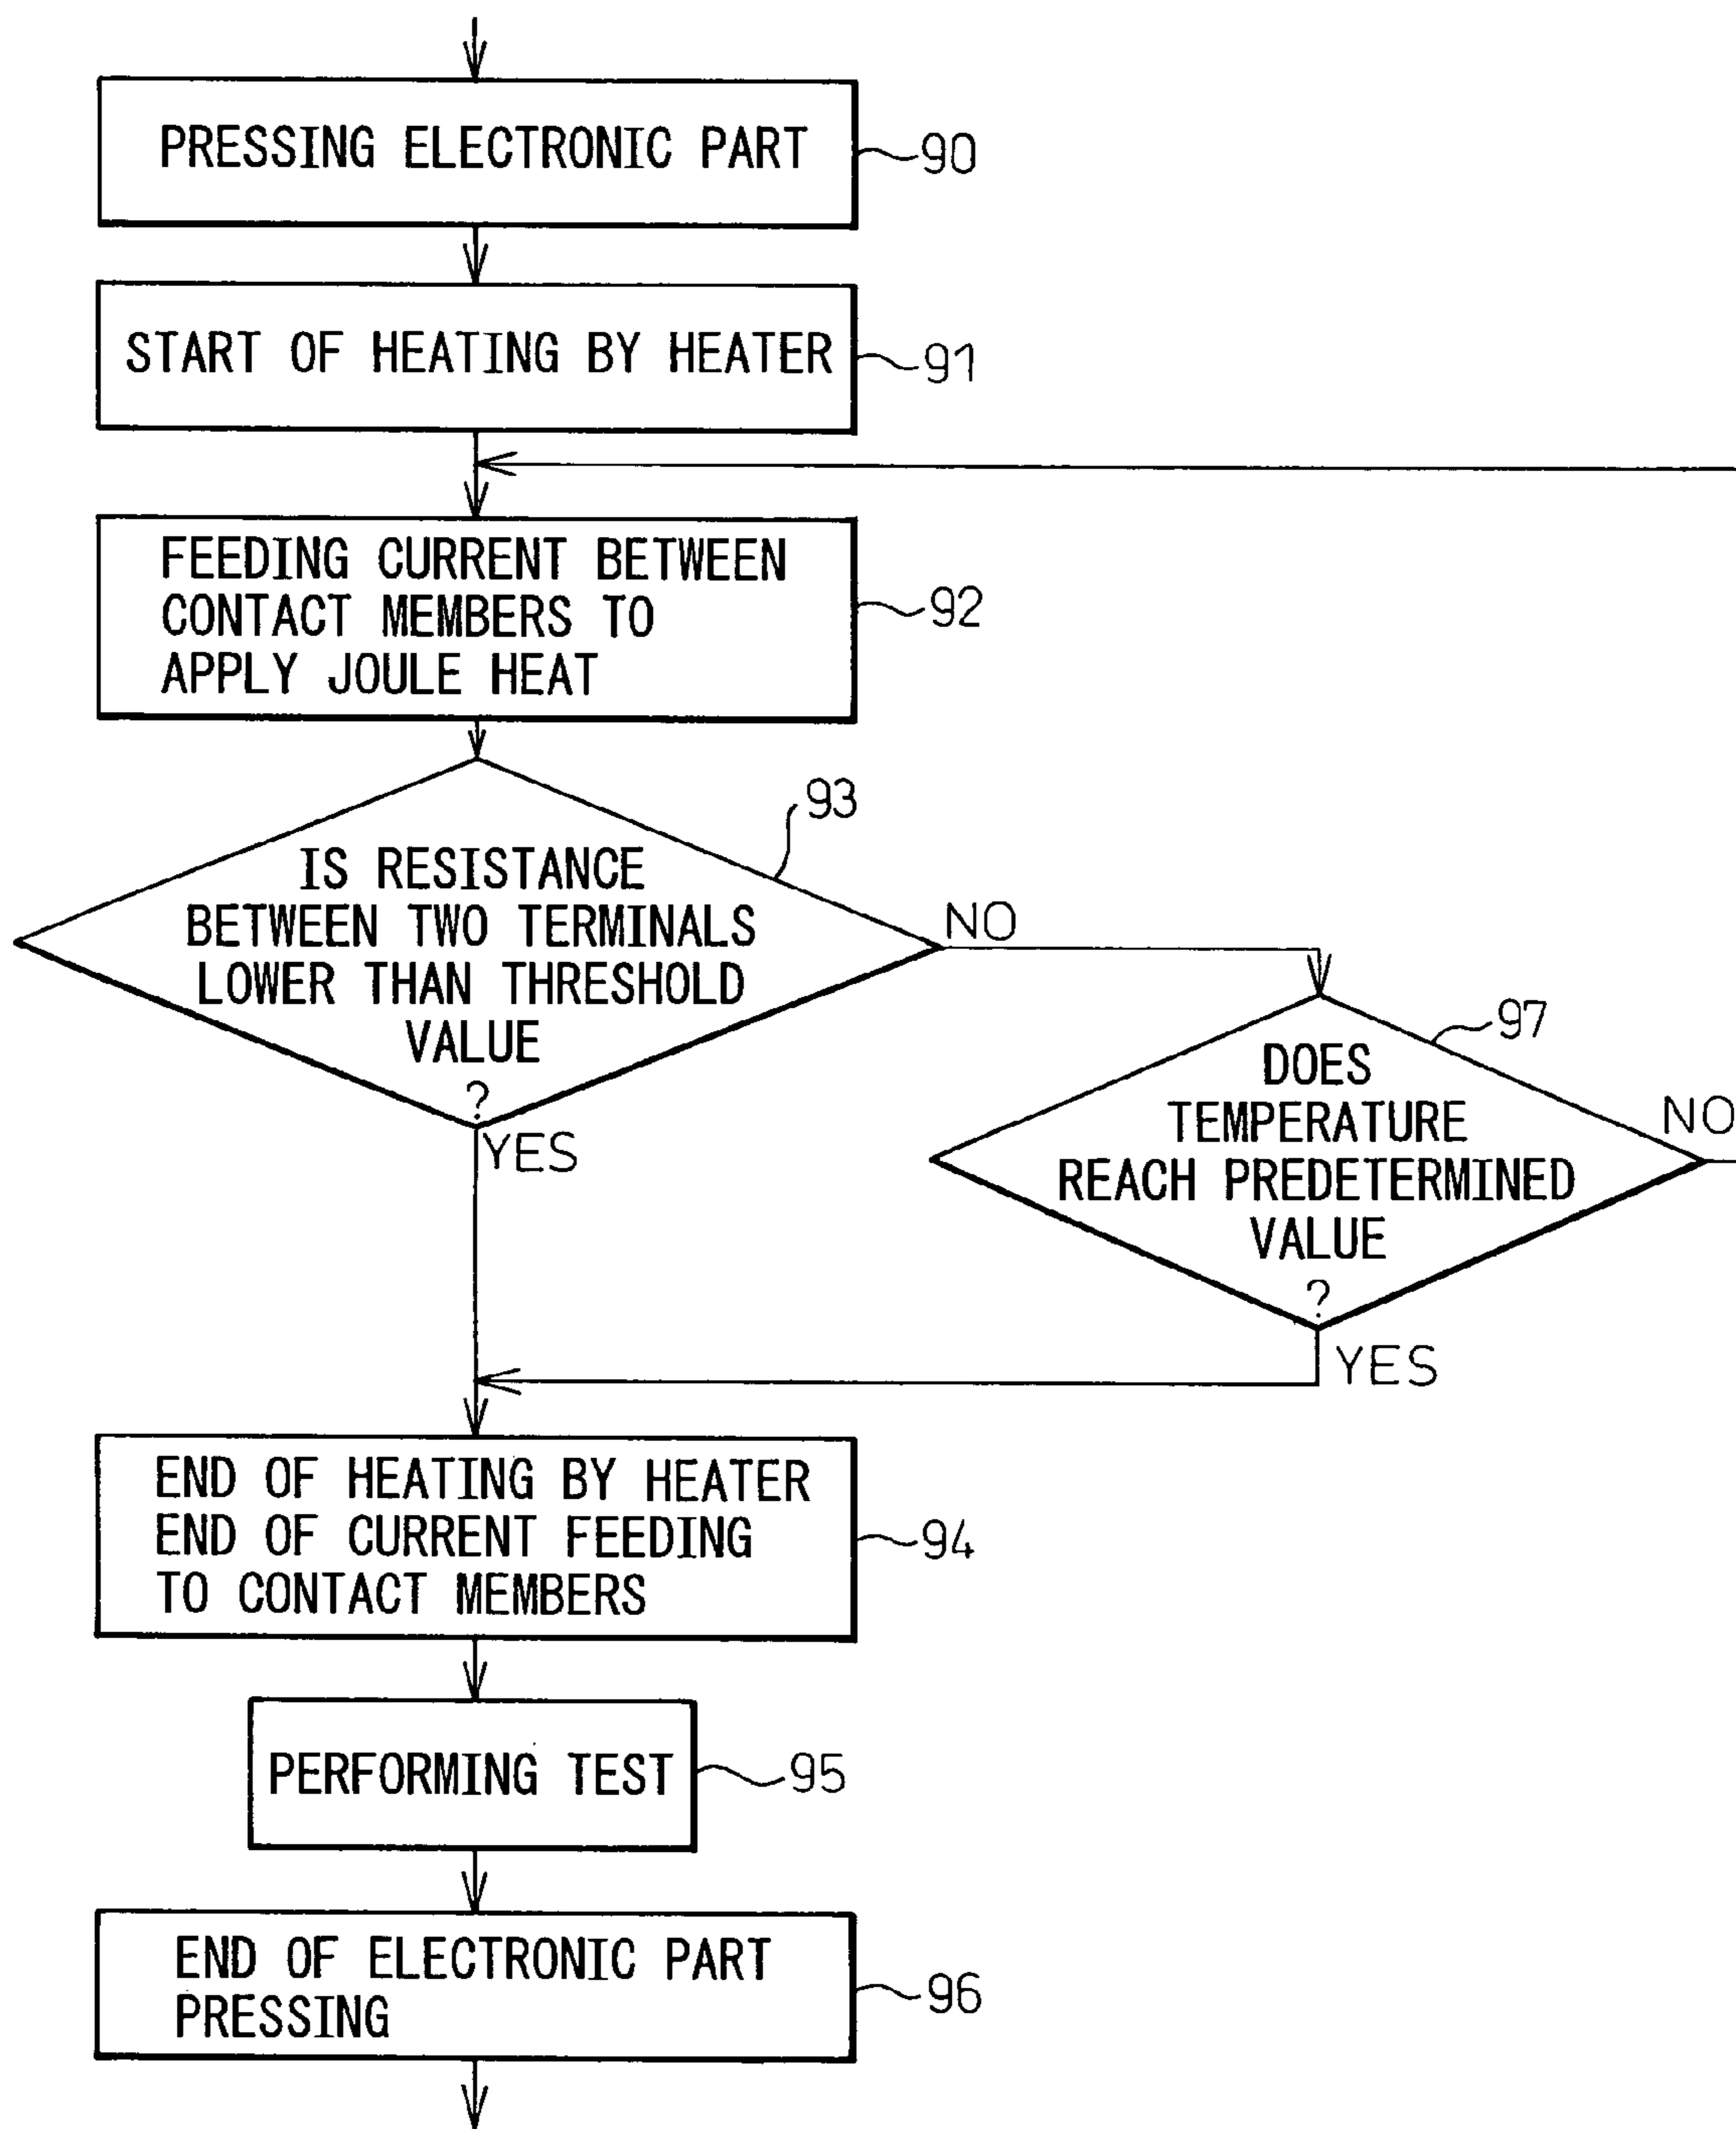 PRESSING ELECTRONIC PART
90
START OF HEATING BY HEATER
91
FEEDING CURRENT BETWEEN
CONTACT MEMBERS TO
APPLY JOULE HEAT
92
93
IS RESISTANCE
BETWEEN TWO TERMINALS
LOWER THAN THRESHOLD
VALUE
?
NO
YES
97
DOES
TEMPERATURE
REACH PREDETERMINED
VALUE
?
NO
YES
END OF HEATING BY HEATER
END OF CURRENT FEEDING
TO CONTACT MEMBERS
94
PERFORMING TEST
95
END OF ELECTRONIC PART
PRESSING
96